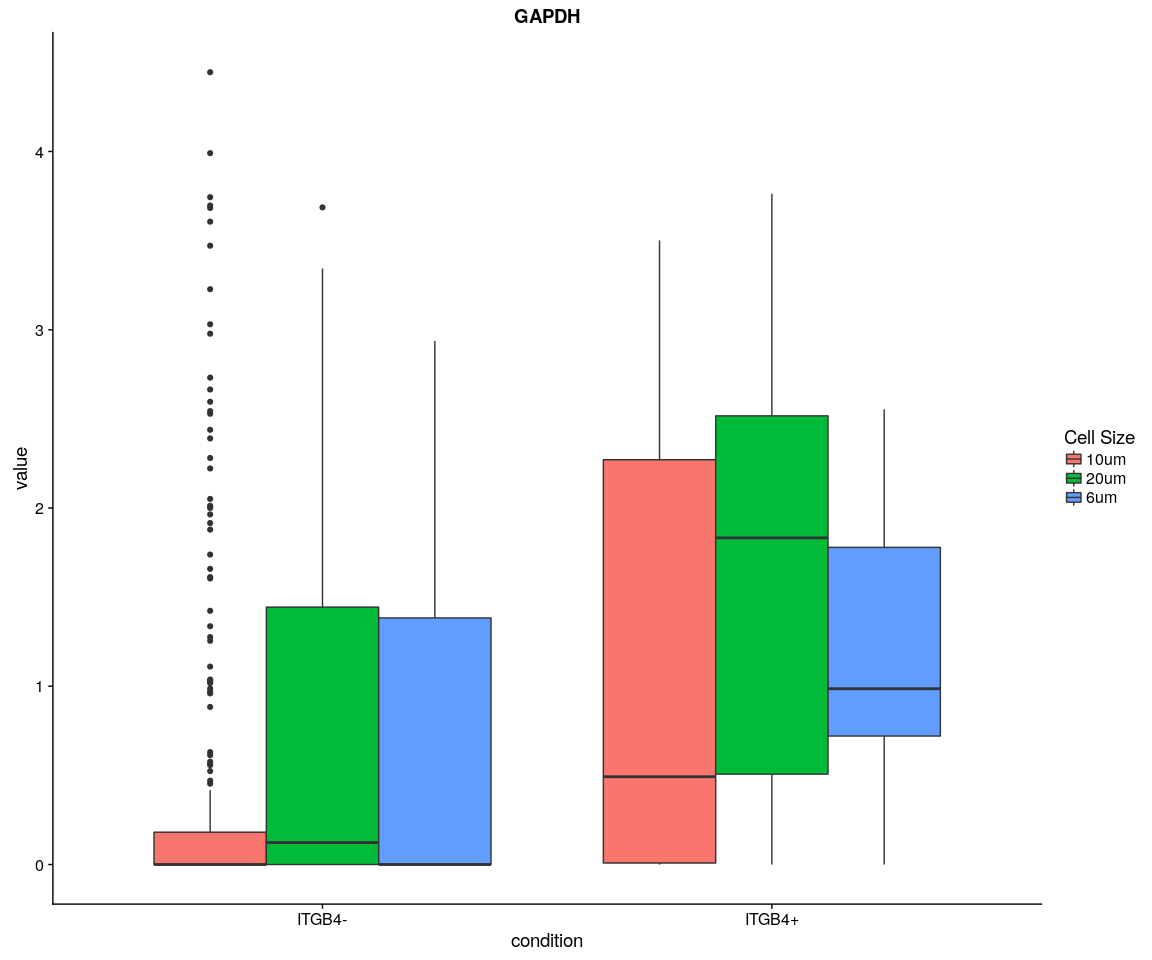 GAPDH
4
3
2
1
0
value
ITGB4-
ITGB4+
condition
Cell Size
10um
20um
6um